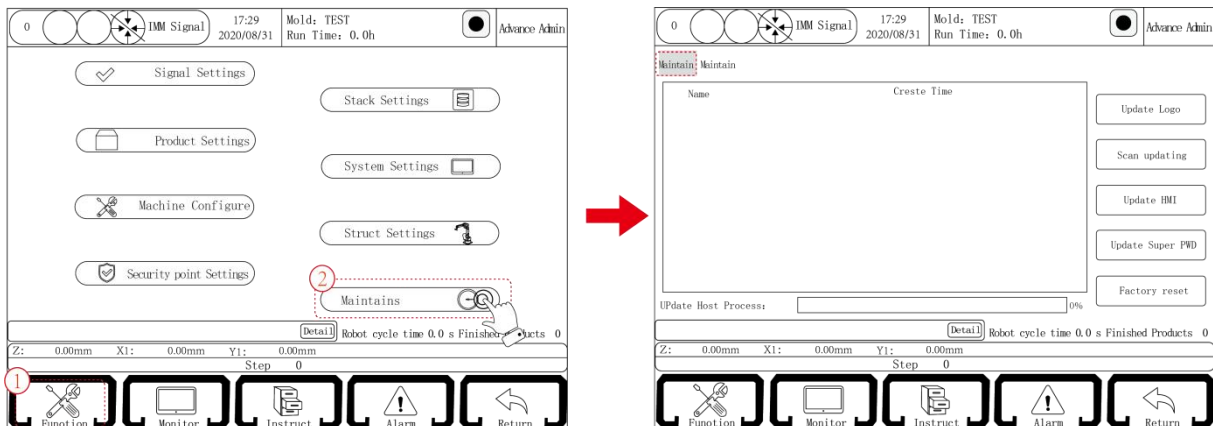 0
IMM Signal
17:29
2020/08/31
Mold: TEST
Run Time: 0.0h
Advance Admin
Signal Settings
Stack Settings
Product Settings
System Settings
Machine Configure
Struct Settings
Security point Settings
2
Maintains
Detail
Robot cycle time 0.0 s Finished Products 0
Z: 0.00mm X1: 0.00mm Y1: 0.00mm
Step 0
1
Funotion
Monitor
Instruct
Alarm
Return
0
IMM Signal
17:29
2020/08/31
Mold: TEST
Run Time: 0.0h
Advance Admin
Maintain Maintain
Name Creste Time
Update Logo
Scan updating
Update HMI
Update Super PWD
Factory reset
UPdate Host Process: 0%
Detail
Robot cycle time 0.0 s Finished Products 0
Z: 0.00mm X1: 0.00mm Y1: 0.00mm
Step 0
Funotion
Monitor
Instruct
Alarm
Return